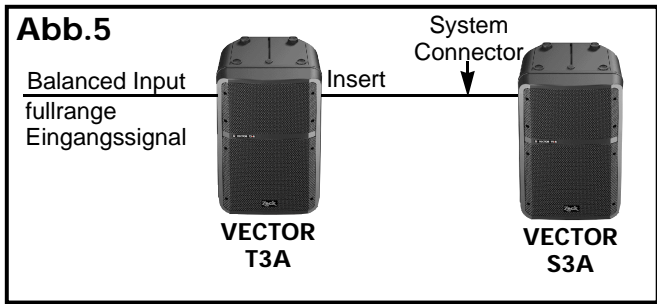 Abb.5
System
Connector
Balanced Input
Insert
fullrange
Eingangssignal
VECTOR
T3A
VECTOR
S3A